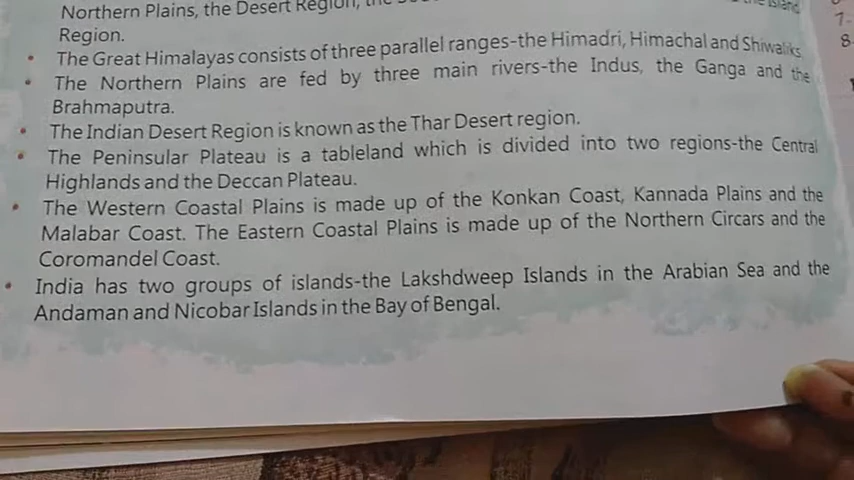 Northern Plains, the Desert Region, the
Region.
• The Great Himalayas consists of three parallel ranges-the Himadri, Himachal and Shiwaliks
• The Northern Plains are fed by three main rivers-the Indus, the Ganga and the
Brahmaputra.
• The Indian Desert Region is known as the Thar Desert region.
• The Peninsular Plateau is a tableland which is divided into two regions-the Central
Highlands and the Deccan Plateau.
• The Western Coastal Plains is made up of the Konkan Coast, Kannada Plains and the
Malabar Coast. The Eastern Coastal Plains is made up of the Northern Circars and the
Coromandel Coast.
• India has two groups of islands-the Lakshdweep Islands in the Arabian Sea and the
Andaman and Nicobar Islands in the Bay of Bengal.
7-
8-